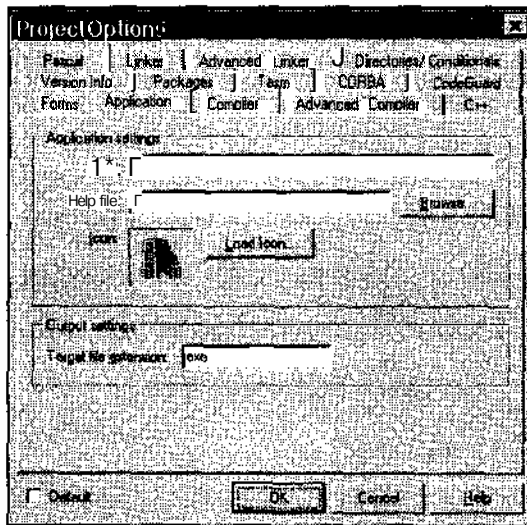 Project Options
Pascal Linker Advanced Linker Directories/Conditionals
Version Info Packages Tasm CORBA CodeGuard
Forms Application Compiler Advanced Compiler C++
Application settings
Help file:
Browse...
Icon:
Load Icon...
Output settings
Target file extension: exe
Default
OK Cancel Help